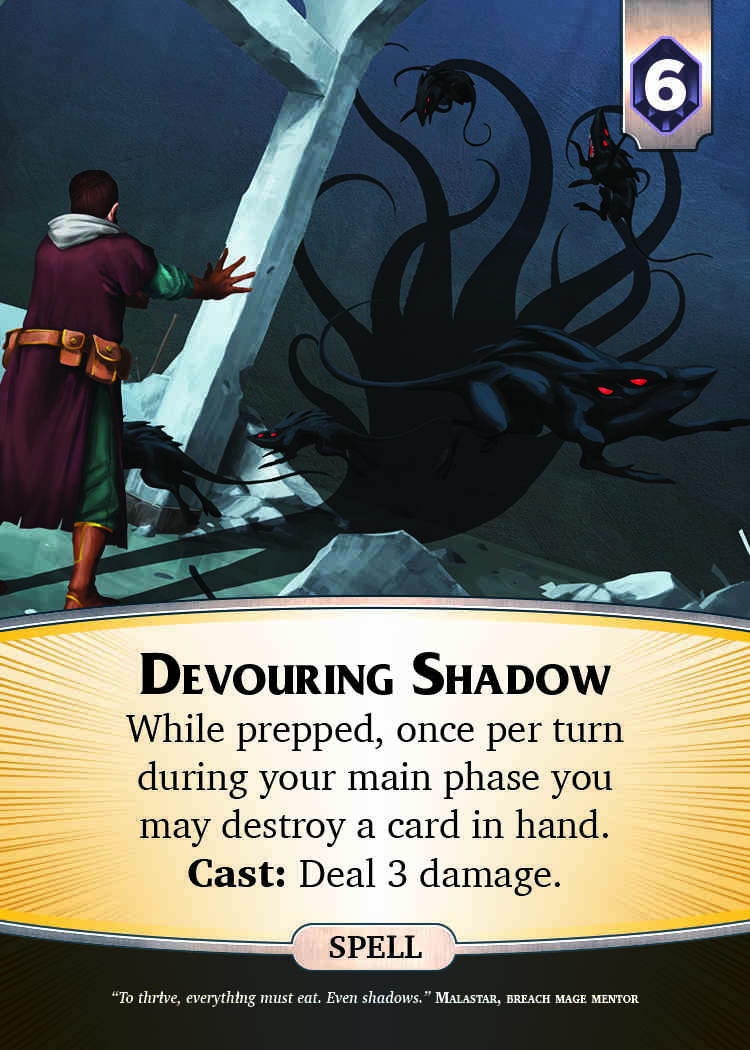 6
Devouring Shadow
While prepped, once per turn
during your main phase you
may destroy a card in hand.
Cast: Deal 3 damage.
SPELL
“To thrive, everything must eat. Even shadows.” Malastar, breach mage mentor